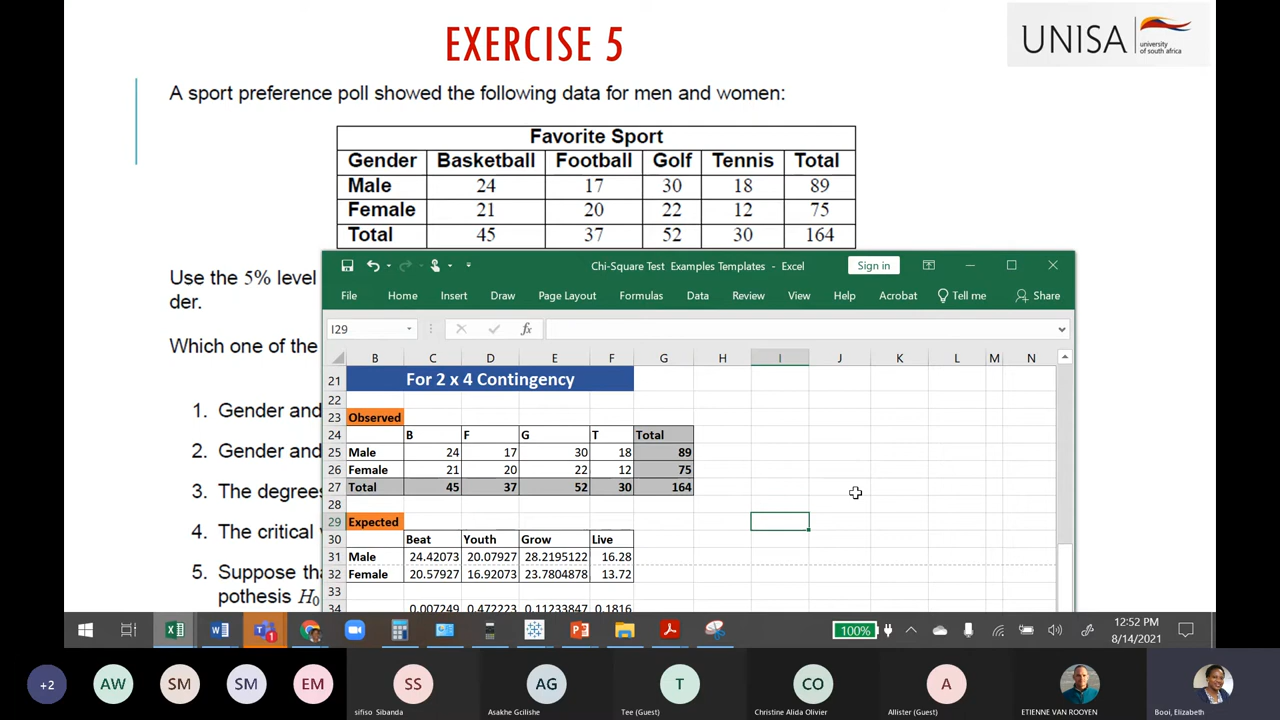 EXERCISE 5
UNISA university of south africa
A sport preference poll showed the following data for men and women:
Favorite Sport
Gender Basketball Football Golf Tennis Total
Male 24 17 30 18 89
Female 21 20 22 12 75
Total 45 37 52 30 164
Use the 5% level
der.
Which one of the
1. Gender and
2. Gender and
3. The degrees
4. The critical
5. Suppose
pothesis H0
Chi-Square Test Examples Templates - Excel
Sign in
File Home Insert Draw Page Layout Formulas Data Review View Help Acrobat Tell me Share
I29 fx
B C D E F G H I J K L M N
21 For 2 x 4 Contingency
22
23 Observed
24 B F G T Total
25 Male 24 17 30 18 89
26 Female 21 20 22 12 75
27 Total 45 37 52 30 164
28
29 Expected
30 Beat Youth Grow Live
31 Male 24.42073 20.07927 28.2195122 16.28
32 Female 20.57927 16.92073 23.7804878 13.72
33
34 0.007249 0.472223 0.11233847 0.1816
100%
12:52 PM
8/14/2021
1
+2 AW SM SM EM SS AG T CO A
sifiso Sibanda Asakhe Gcilishe Tee (Guest) Christine Alida Olivier Allister (Guest) ETIENNE VAN ROOYEN Booi, Elizabeth